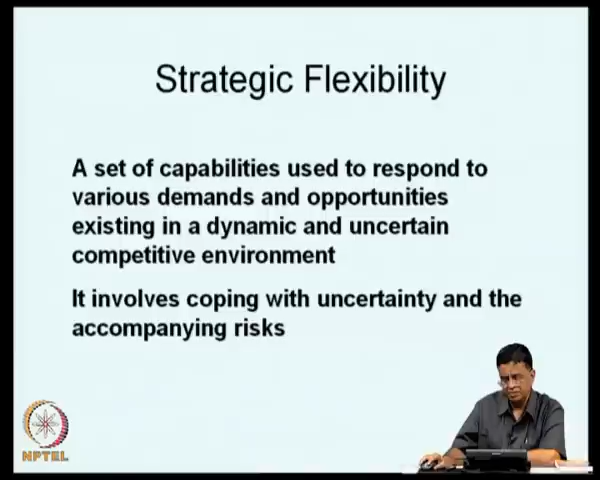 Strategic Flexibility
A set of capabilities used to respond to
various demands and opportunities
existing in a dynamic and uncertain
competitive environment
It involves coping with uncertainty and the
accompanying risks
NPTEL